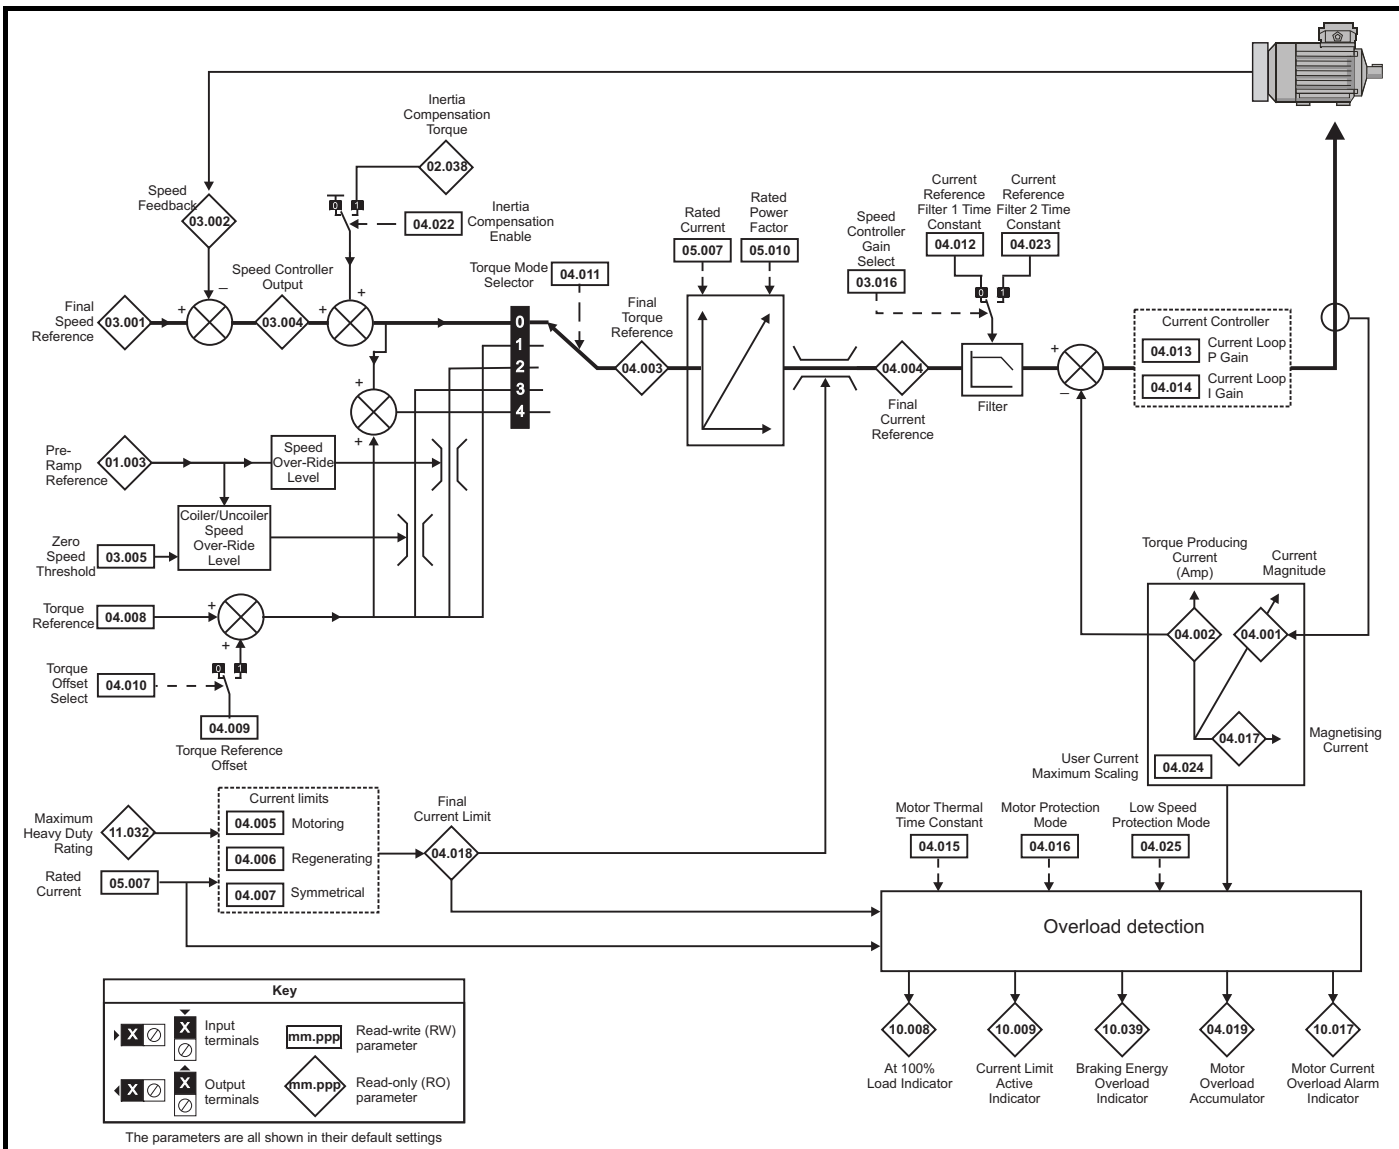 Inertia
Compensation
Torque
02.038
Speed
Feedback
03.002
0
1
04.022
Inertia
Compensation
Enable
Speed Controller
Output
Final
Speed
Reference
03.001
+
–
03.004
+
+
Torque Mode
Selector
04.011
0
1
2
3
4
Final
Torque
Reference
04.003
Rated
Current
05.007
Rated
Power
Factor
05.010
Speed
Controller
Gain
Select
03.016
Current
Reference
Filter 1 Time
Constant
04.012
Current
Reference
Filter 2 Time
Constant
04.023
0
1
04.004
Final
Current
Reference
Filter
+
–
Current Controller
04.013
Current Loop
P Gain
04.014
Current Loop
I Gain
+
+
Pre-
Ramp
Reference
01.003
Speed
Over-Ride
Level
Coiler/Uncoiler
Speed
Over-Ride
Level
Zero
Speed
Threshold
03.005
Torque
Reference
04.008
+
+
0
1
Torque
Offset
Select
04.010
04.009
Torque Reference
Offset
Torque Producing
Current
(Amp)
Current
Magnitude
04.002
04.001
04.017
Magnetising
Current
User Current
Maximum Scaling
04.024
Maximum
Heavy Duty
Rating
11.032
Rated
Current
05.007
Current limits
04.005
Motoring
04.006
Regenerating
04.007
Symmetrical
Final
Current Limit
04.018
Motor Thermal
Time Constant
04.015
Motor Protection
Mode
04.016
Low Speed
Protection Mode
04.025
Overload detection
10.008
At 100%
Load Indicator
10.009
Current Limit
Active
Indicator
10.039
Braking Energy
Overload
Indicator
04.019
Motor
Overload
Accumulator
10.017
Motor Current
Overload Alarm
Indicator
Key
X
X
Input
terminals
mm.ppp
Read-write (RW)
parameter
X
X
Output
terminals
mm.ppp
Read-only (RO)
parameter
The parameters are all shown in their default settings